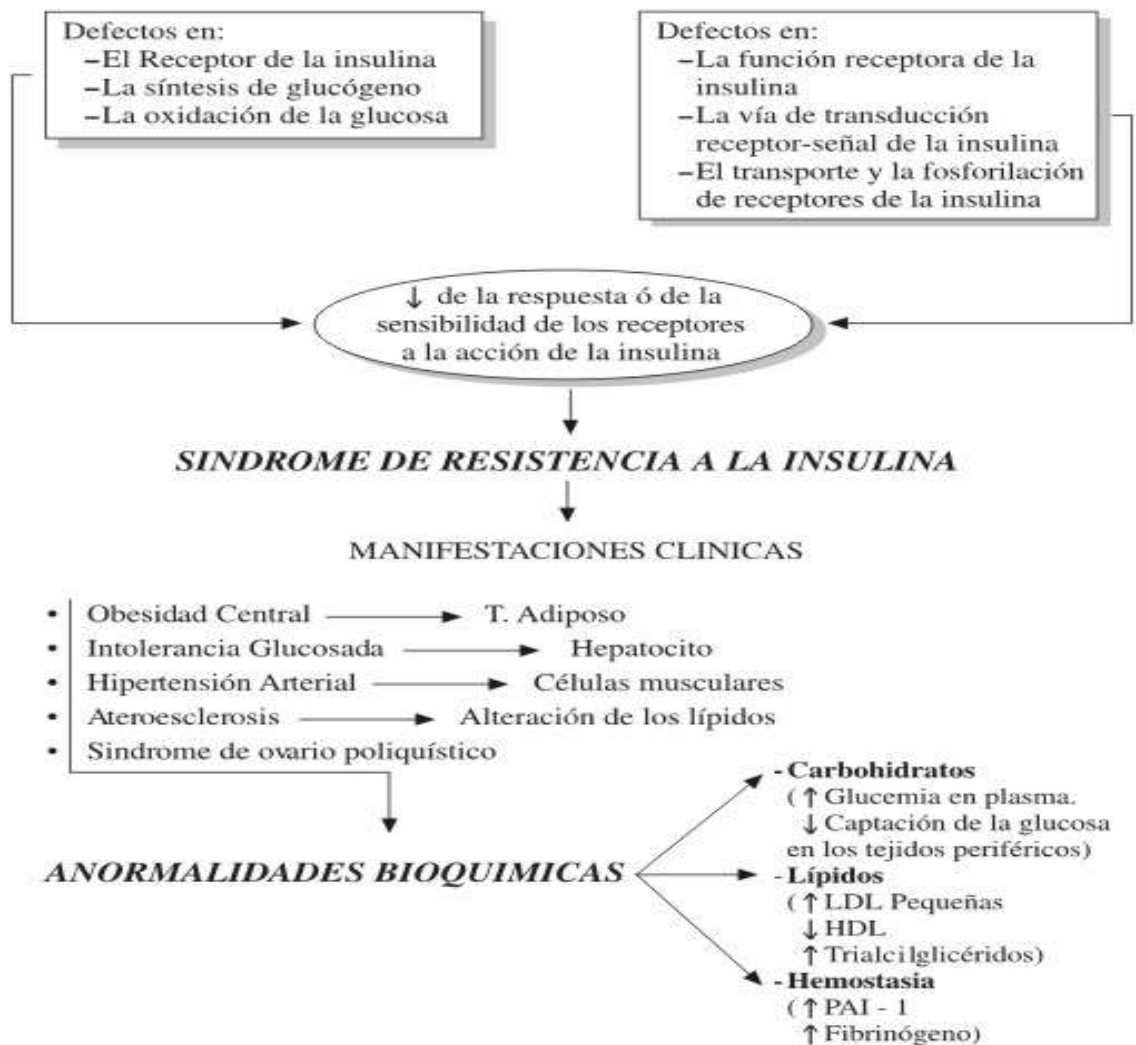 Defectos en:
–El Receptor de la insulina
–La síntesis de glucógeno
–La oxidación de la glucosa
Defectos en:
–La función receptora de la
insulina
–La vía de transducción
receptor-señal de la insulina
–El transporte y la fosforilación
de receptores de la insulina
↓ de la respuesta ó de la
sensibilidad de los receptores
a la acción de la insulina
SINDROME DE RESISTENCIA A LA INSULINA
MANIFESTACIONES CLINICAS
• Obesidad Central → T. Adiposo
• Intolerancia Glucosada → Hepatocito
• Hipertensión Arterial → Células musculares
• Ateroesclerosis → Alteración de los lípidos
• Sindrome de ovario poliquístico
ANORMALIDADES BIOQUIMICAS
- Carbohidratos
(↑ Glucemia en plasma.
↓ Captación de la glucosa
en los tejidos periféricos)
- Lípidos
(↑ LDL Pequeñas
↓ HDL
↑ Trialcilglicéridos)
- Hemostasia
(↑ PAI - 1
↑ Fibrinógeno)